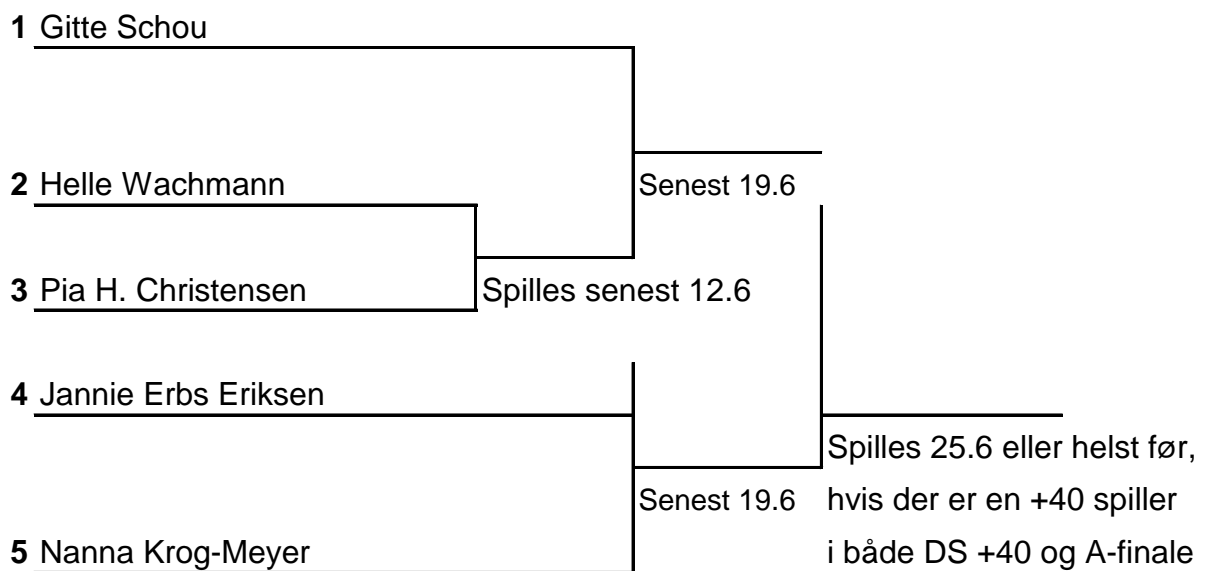 1 Gitte Schou
2 Helle Wachmann
Senest 19.6
3 Pia H. Christensen
Spilles senest 12.6
4 Jannie Erbs Eriksen
Spilles 25.6 eller helst før,
Senest 19.6
hvis der er en +40 spiller
5 Nanna Krog-Meyer
i både DS +40 og A-finale